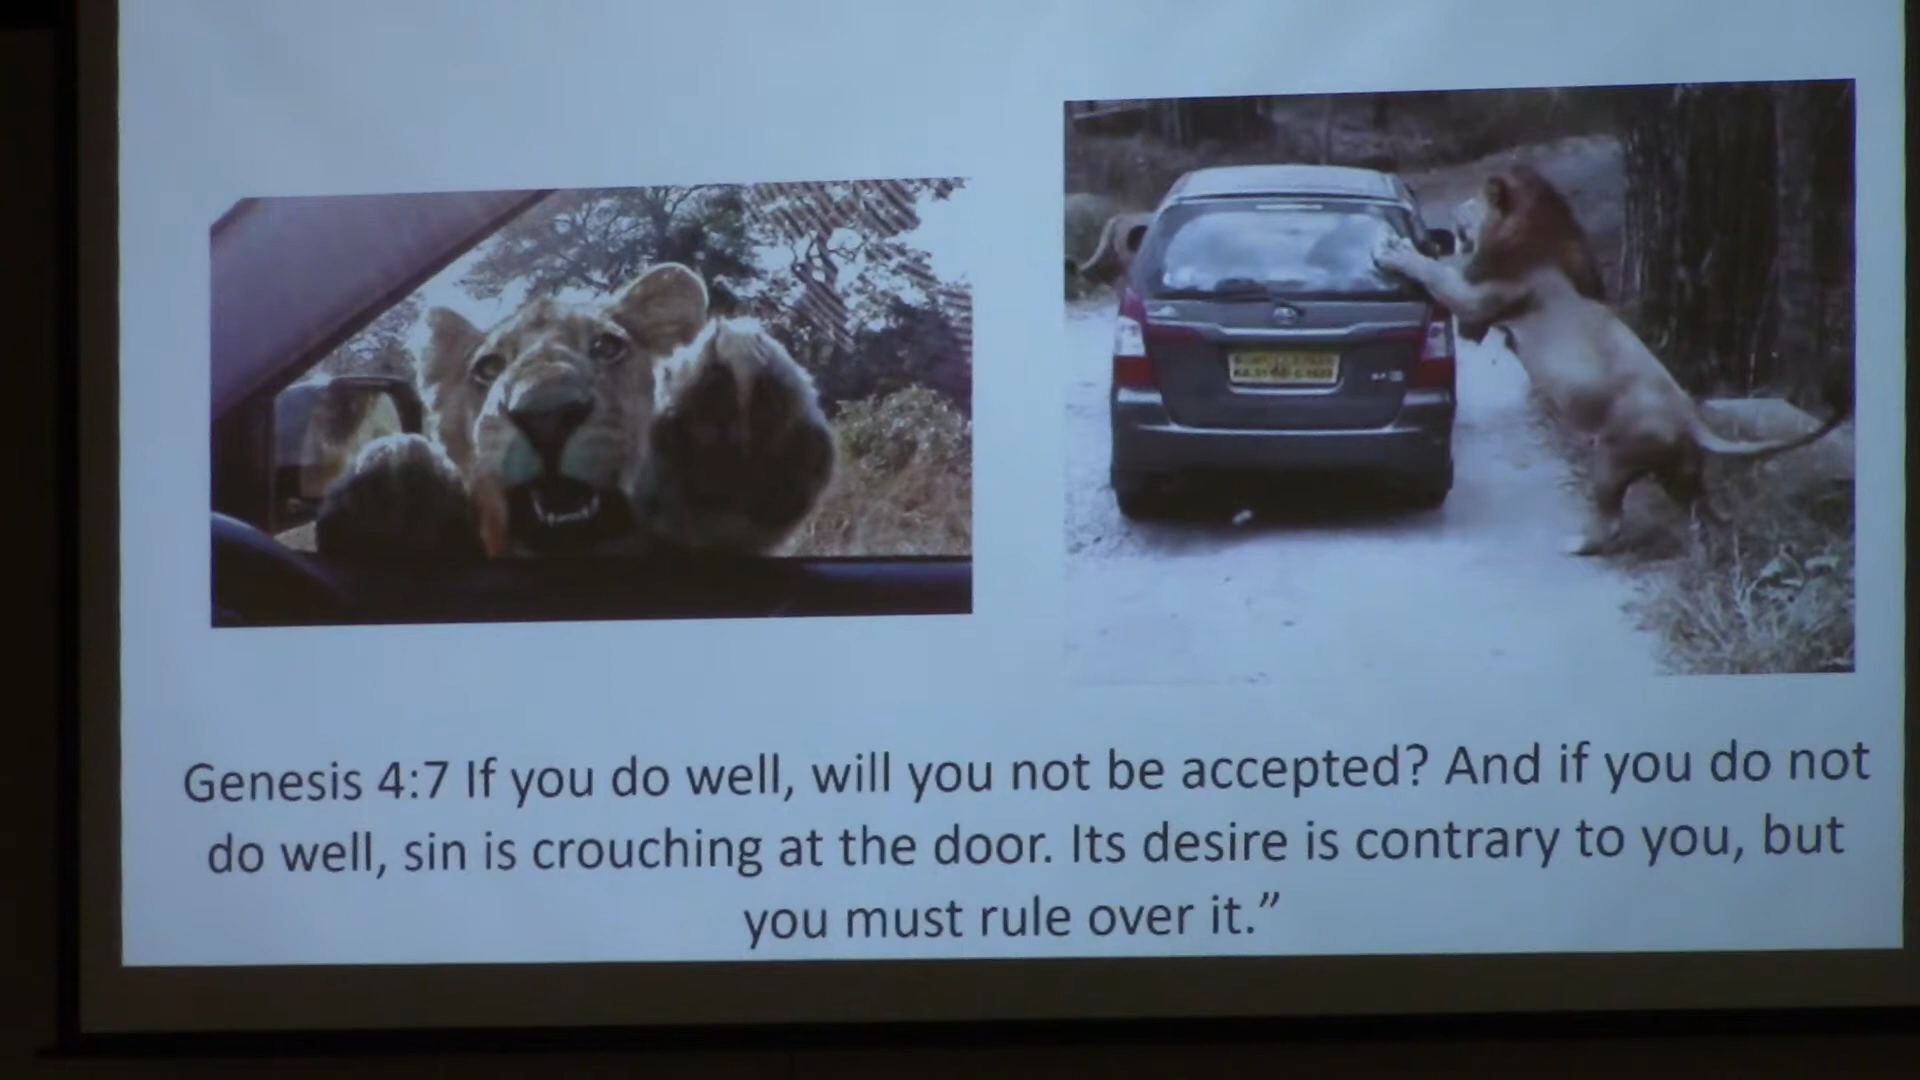 Genesis 4:7 If you do well, will you not be accepted? And if you do not
do well, sin is crouching at the door. Its desire is contrary to you, but
you must rule over it.”